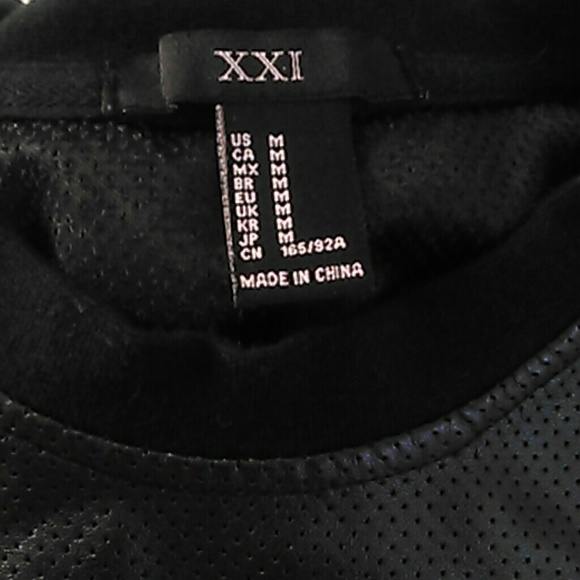 XXI
US M
CA M
MX M
BR M
EU M
UK M
KR M
JP M
CN 165/92A
MADE IN CHINA